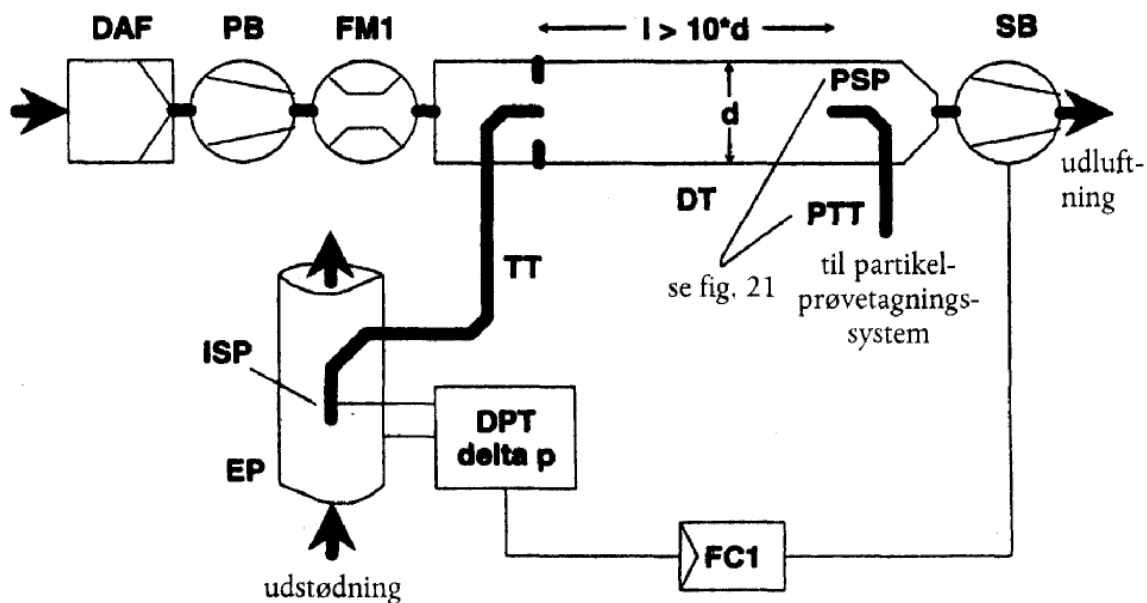 DAF
PB
FM1
l > 10*d
SB
PSP
d
udluft-
ning
DT
PTT
TT
se fig. 21
til partikel-
prøvetagnings-
system
ISP
DPT
delta p
EP
FC1
udstødning